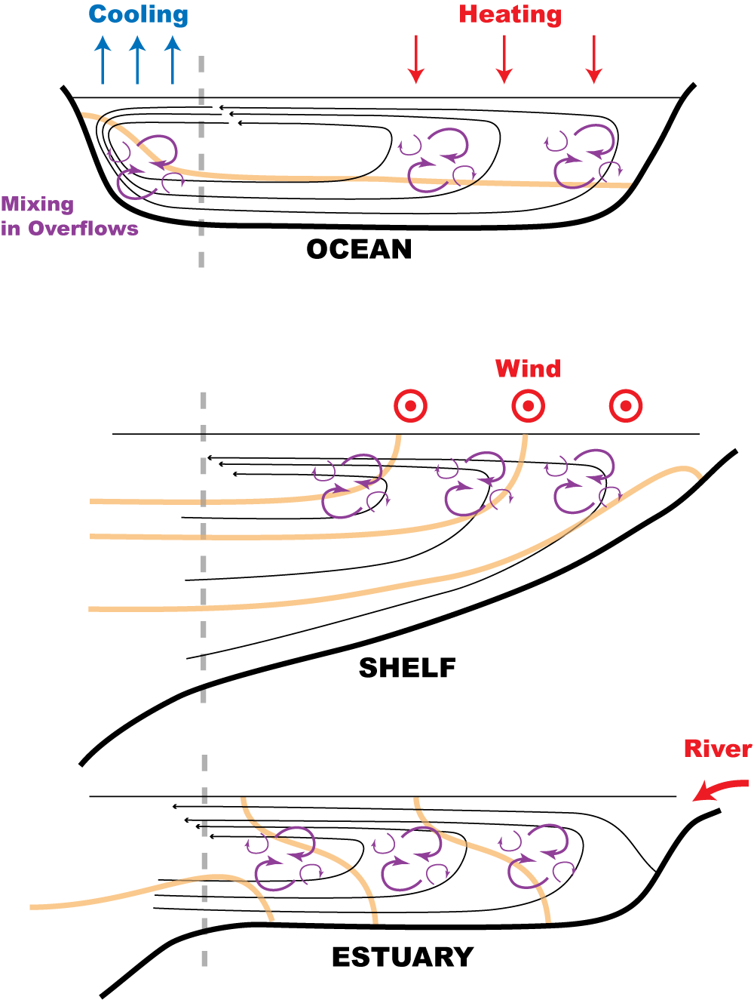 Cooling
Heating
Mixing
in Overflows
OCEAN
Wind
SHELF
River
ESTUARY